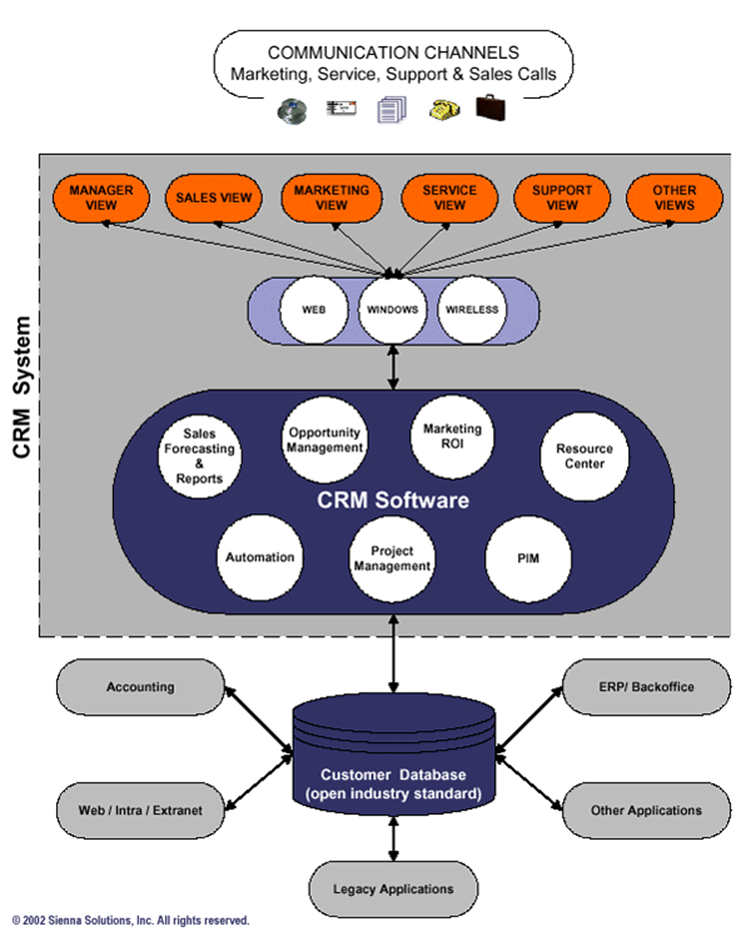 COMMUNICATION CHANNELS
Marketing, Service, Support & Sales Calls
MANAGER
VIEW
SALES VIEW
MARKETING
VIEW
SERVICE
VIEW
SUPPORT
VIEW
OTHER
VIEWS
WEB
WINDOWS
WIRELESS
CRM System
Sales
Forecasting
&
Reports
Opportunity
Management
Marketing
ROI
Resource
Center
CRM Software
Automation
Project
Management
PIM
Accounting
ERP/ Backoffice
Customer Database
(open industry standard)
Web / Intra / Extranet
Other Applications
Legacy Applications
© 2002 Sienna Solutions, Inc. All rights reserved.